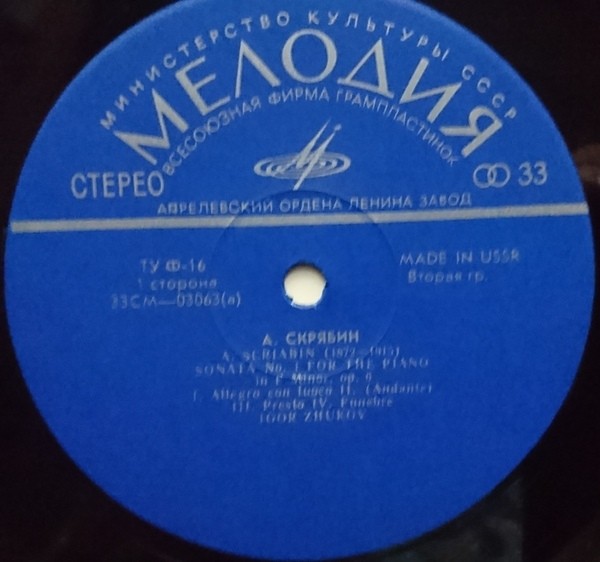 МИНИСТЕРСТВО КУЛЬТУРЫ СССР
МЕЛОДИЯ
ВСЕСОЮЗНАЯ ФИРМА ГРАМПЛАСТИНОК
СТЕРЕО
33
АПРЕЛЕВСКИЙ ОРДЕНА ЛЕНИНА ЗАВОД
ТУ Ф-16
MADE IN USSR
1 сторона
Вторая гр.
33СМ—03063(а)
А. СКРЯБИН
A. SCRIABIN (1872—1915)
SONATA No. 1 FOR THE PIANO
in F Minor, op. 6
I. Allegro con fuoco II. (Andante)
III. Presto IV. Funebre
IGOR ZHUKOV